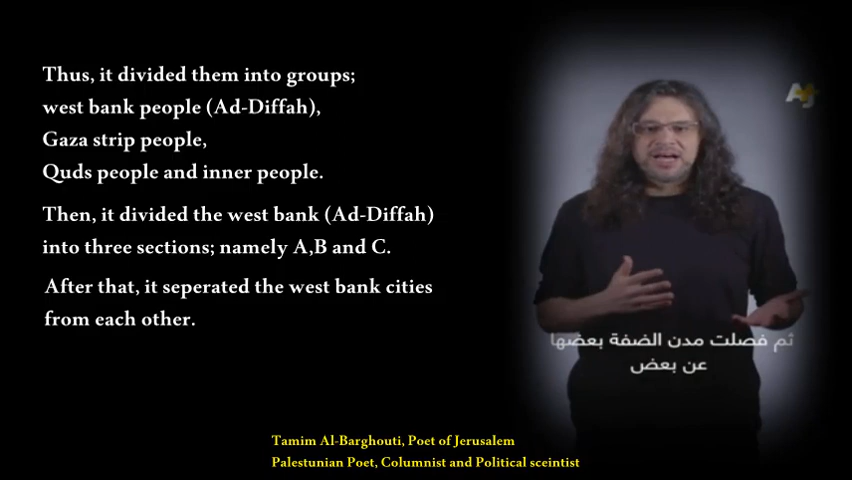 Thus, it divided them into groups;
west bank people (Ad-Diffah),
Gaza strip people,
Quds people and inner people.
Then, it divided the west bank (Ad-Diffah)
into three sections; namely A,B and C.
After that, it seperated the west bank cities
from each other.
AJ+
ثم فصلت مدن الضفة بعضها
عن بعض
Tamim Al-Barghouti, Poet of Jerusalem
Palestunian Poet, Columnist and Political sceintist